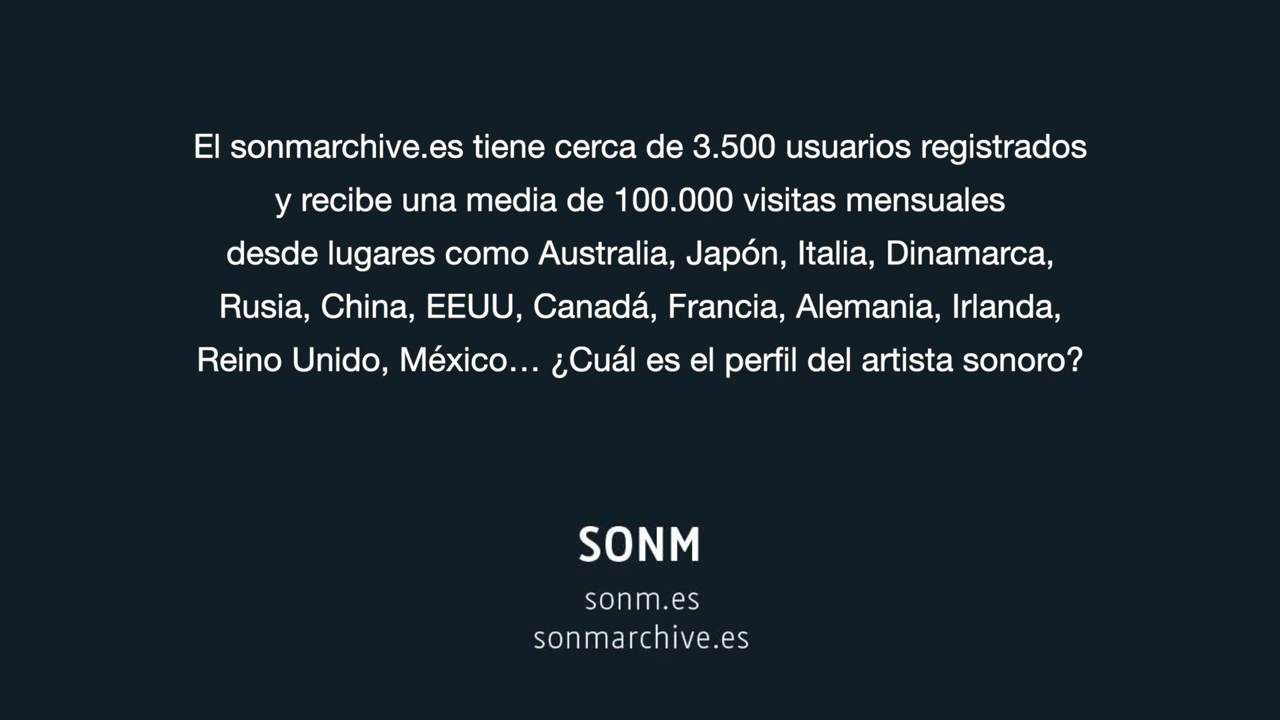 El sonmarchive.es tiene cerca de 3.500 usuarios registrados
y recibe una media de 100.000 visitas mensuales
desde lugares como Australia, Japón, Italia, Dinamarca,
Rusia, China, EEUU, Canadá, Francia, Alemania, Irlanda,
Reino Unido, México… ¿Cuál es el perfil del artista sonoro?
SONM
sonm.es
sonmarchive.es